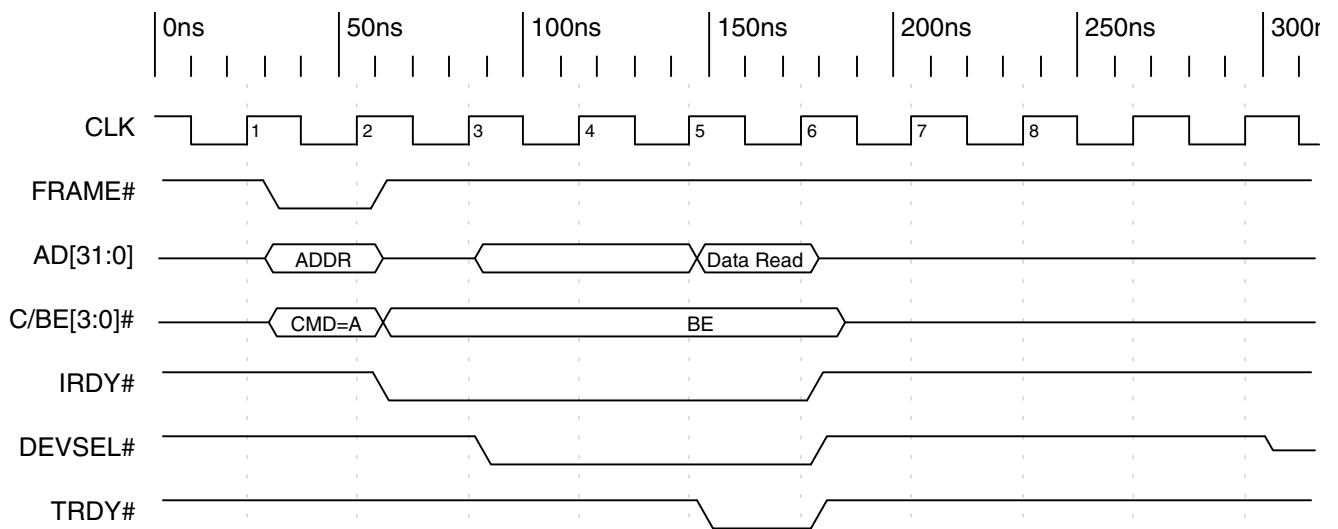 0ns 50ns 100ns 150ns 200ns 250ns 300n
CLK 1 2 3 4 5 6 7 8
FRAME#
AD[31:0] ADDR Data Read
C/BE[3:0]# CMD=A BE
IRDY#
DEVSEL#
TRDY#